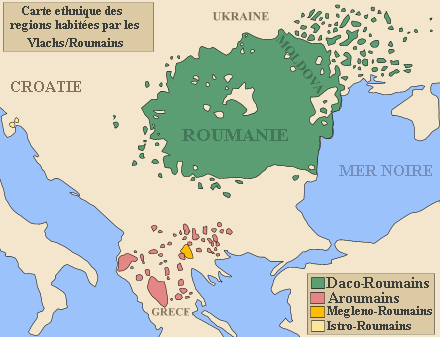 Carte ethnique des
regions habitées par les
Vlachs/Roumains
UKRAINE
MOLDOVA
CROATIE
ROUMANIE
MER NOIRE
GRECE
Daco-Roumains
Aroumains
Megleno-Roumains
Istro-Roumains